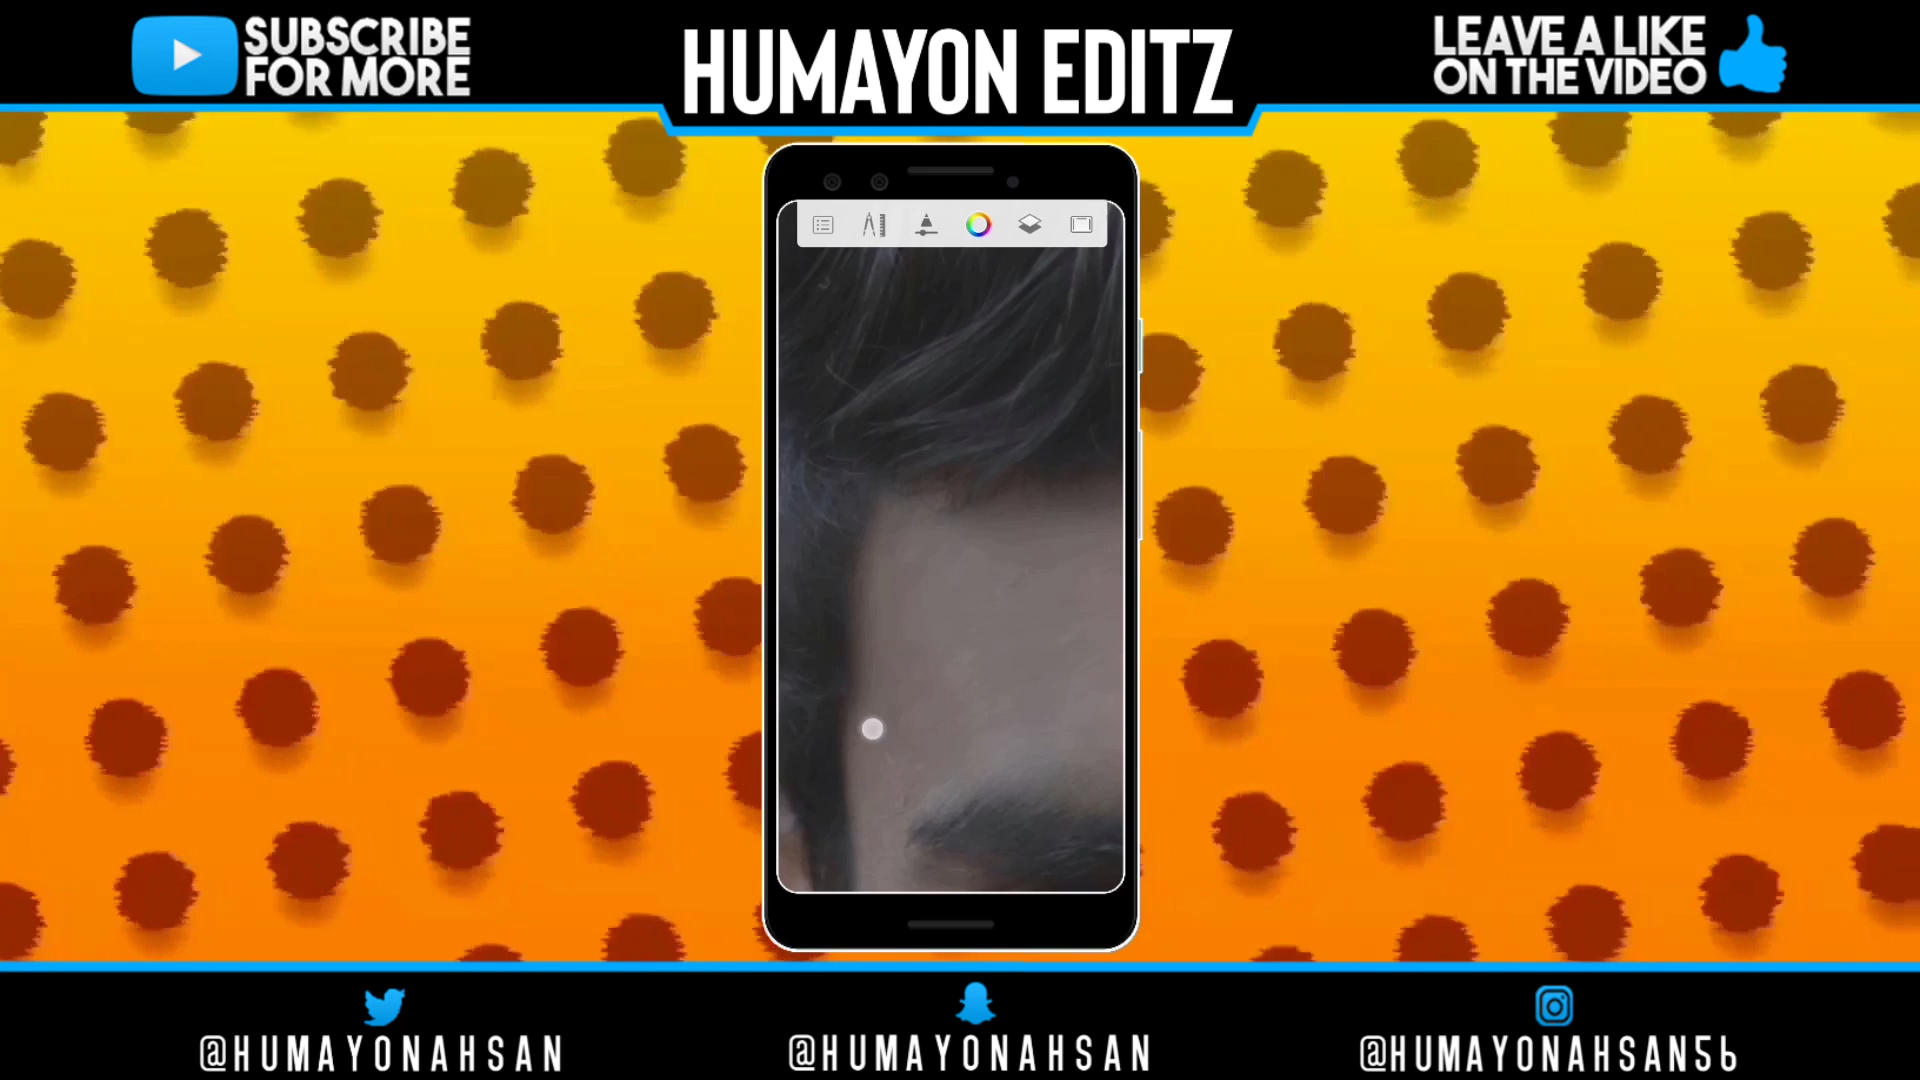 SUBSCRIBE
FOR MORE
HUMAYON EDITZ
LEAVE A LIKE
ON THE VIDEO
@HUMAYONAHSAN
@HUMAYONAHSAN
@HUMAYONAHSAN56